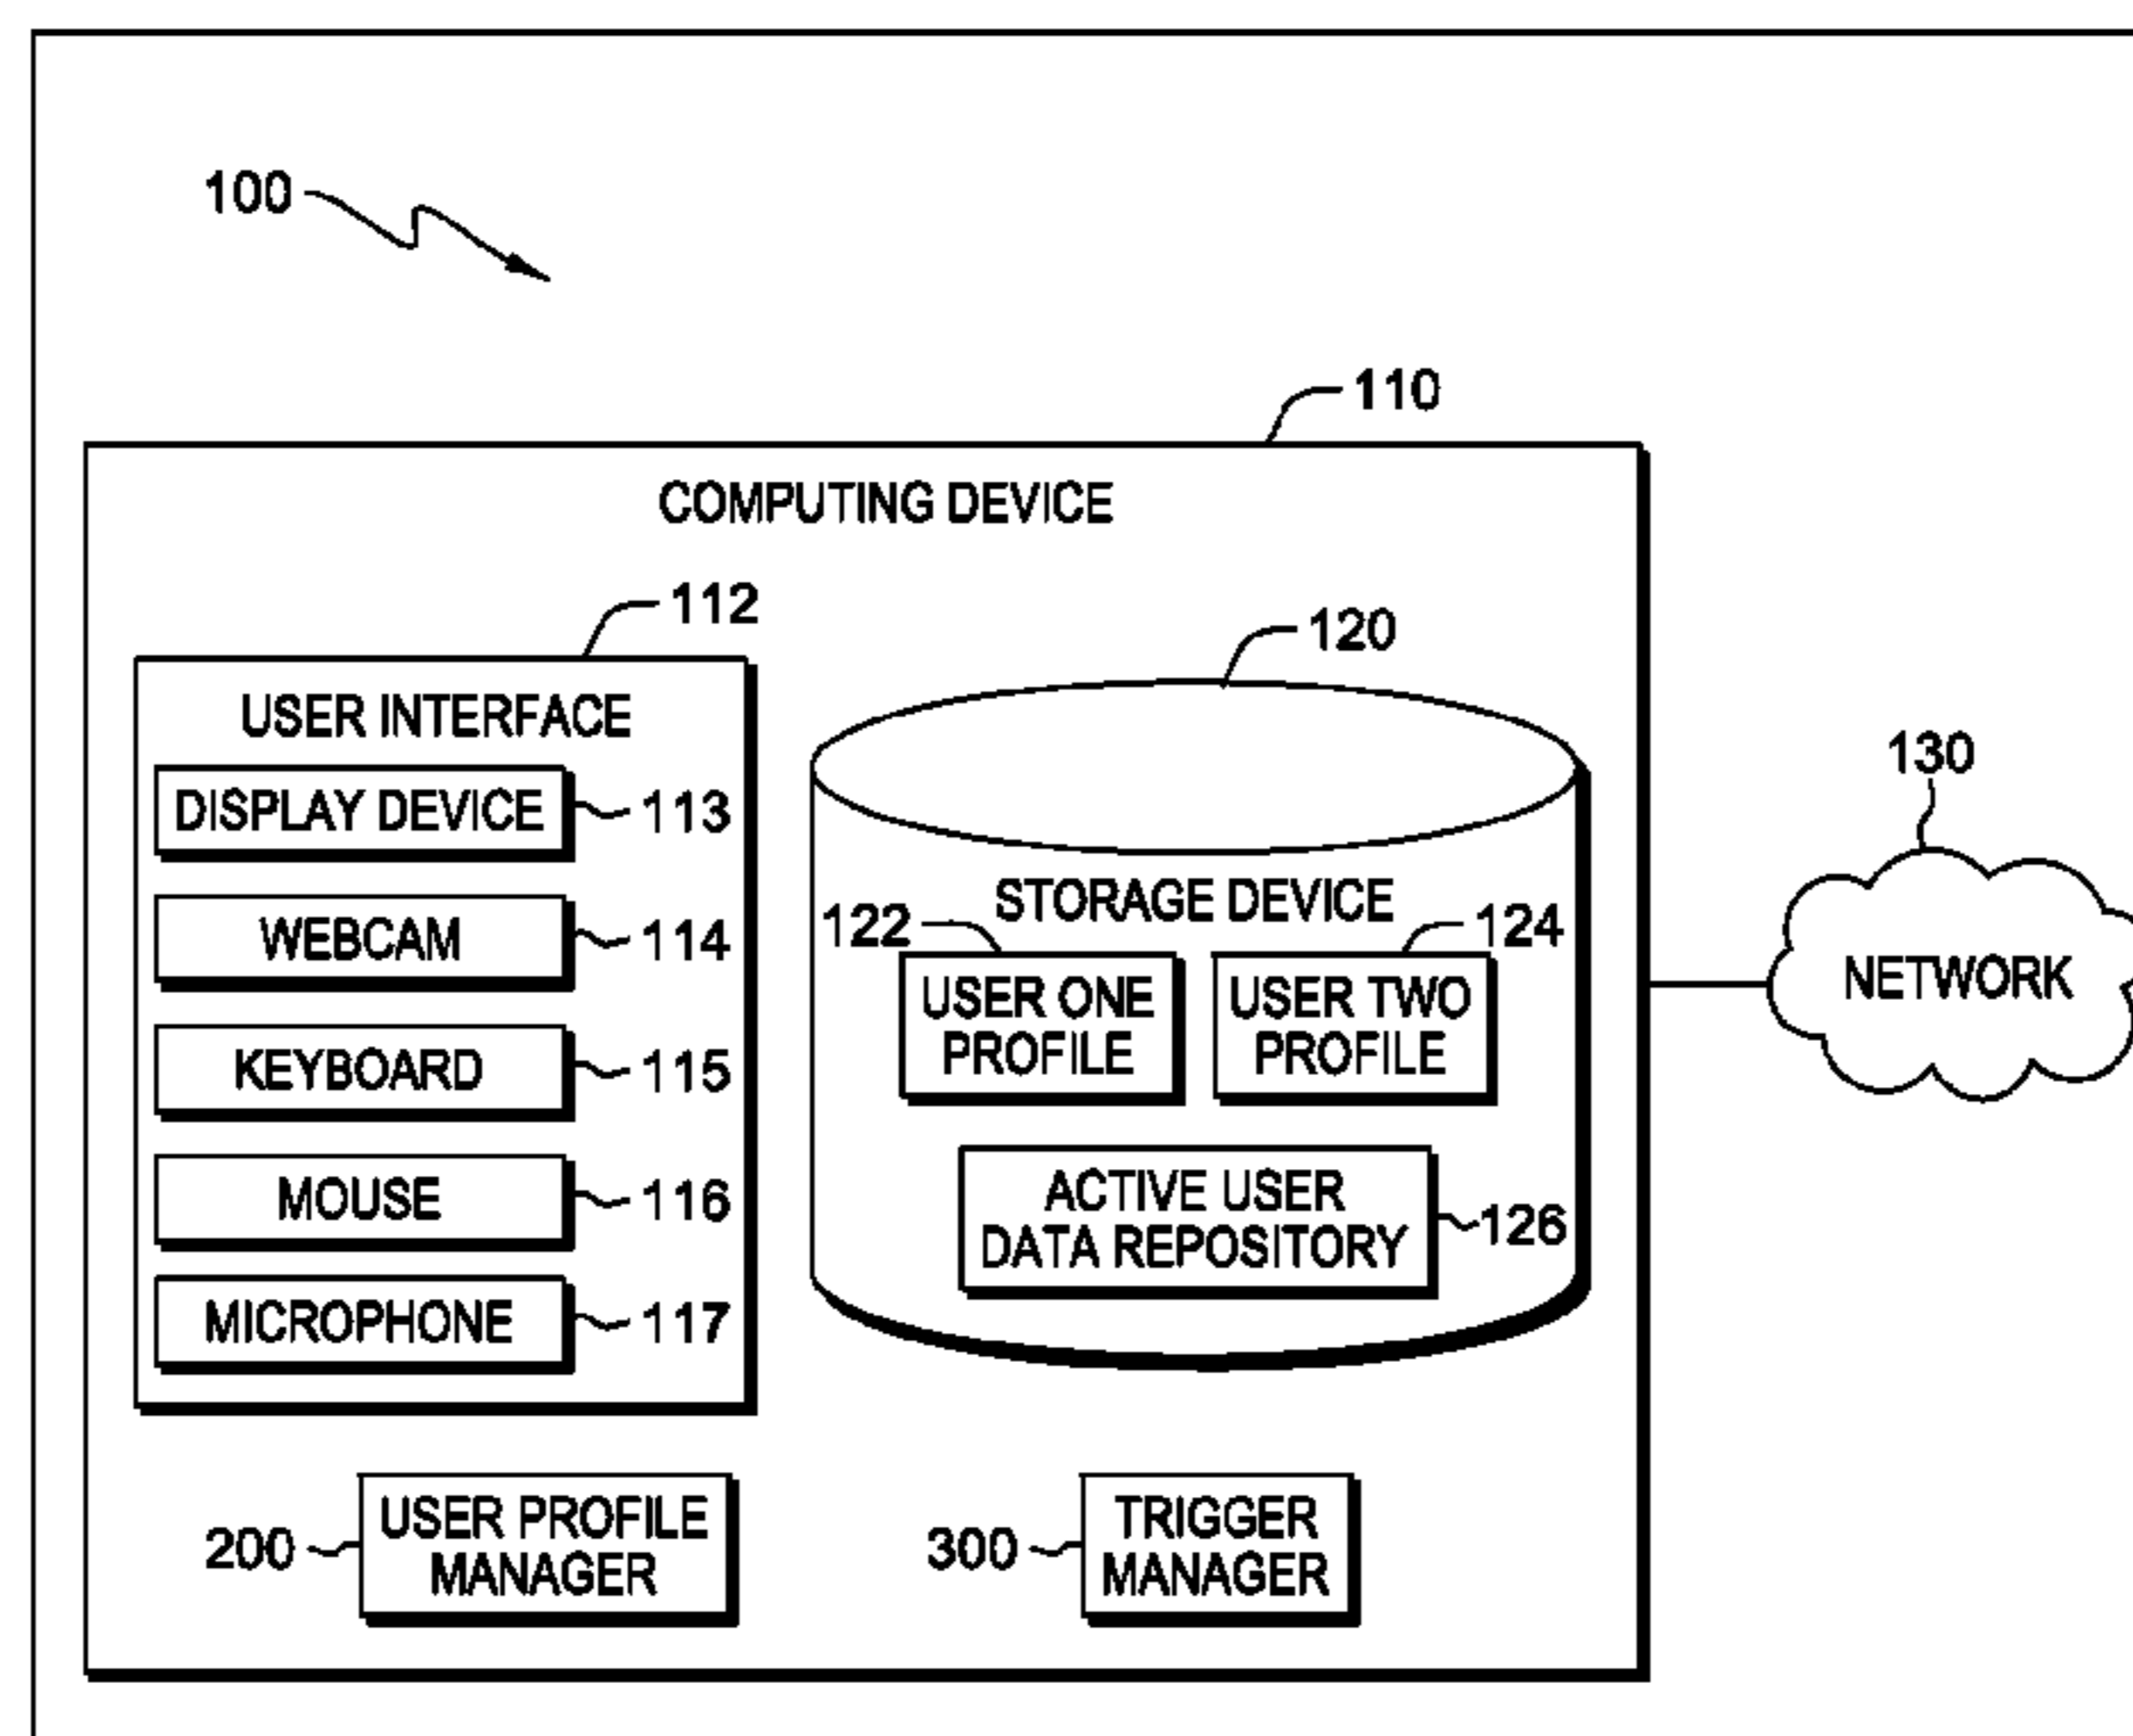 100
110
COMPUTING DEVICE
112
120
USER INTERFACE
DISPLAY DEVICE
113
WEBCAM
114
KEYBOARD
115
MOUSE
116
MICROPHONE
117
STORAGE DEVICE
122
124
USER ONE
PROFILE
USER TWO
PROFILE
ACTIVE USER
DATA REPOSITORY
126
130
NETWORK
200
USER PROFILE
MANAGER
300
TRIGGER
MANAGER